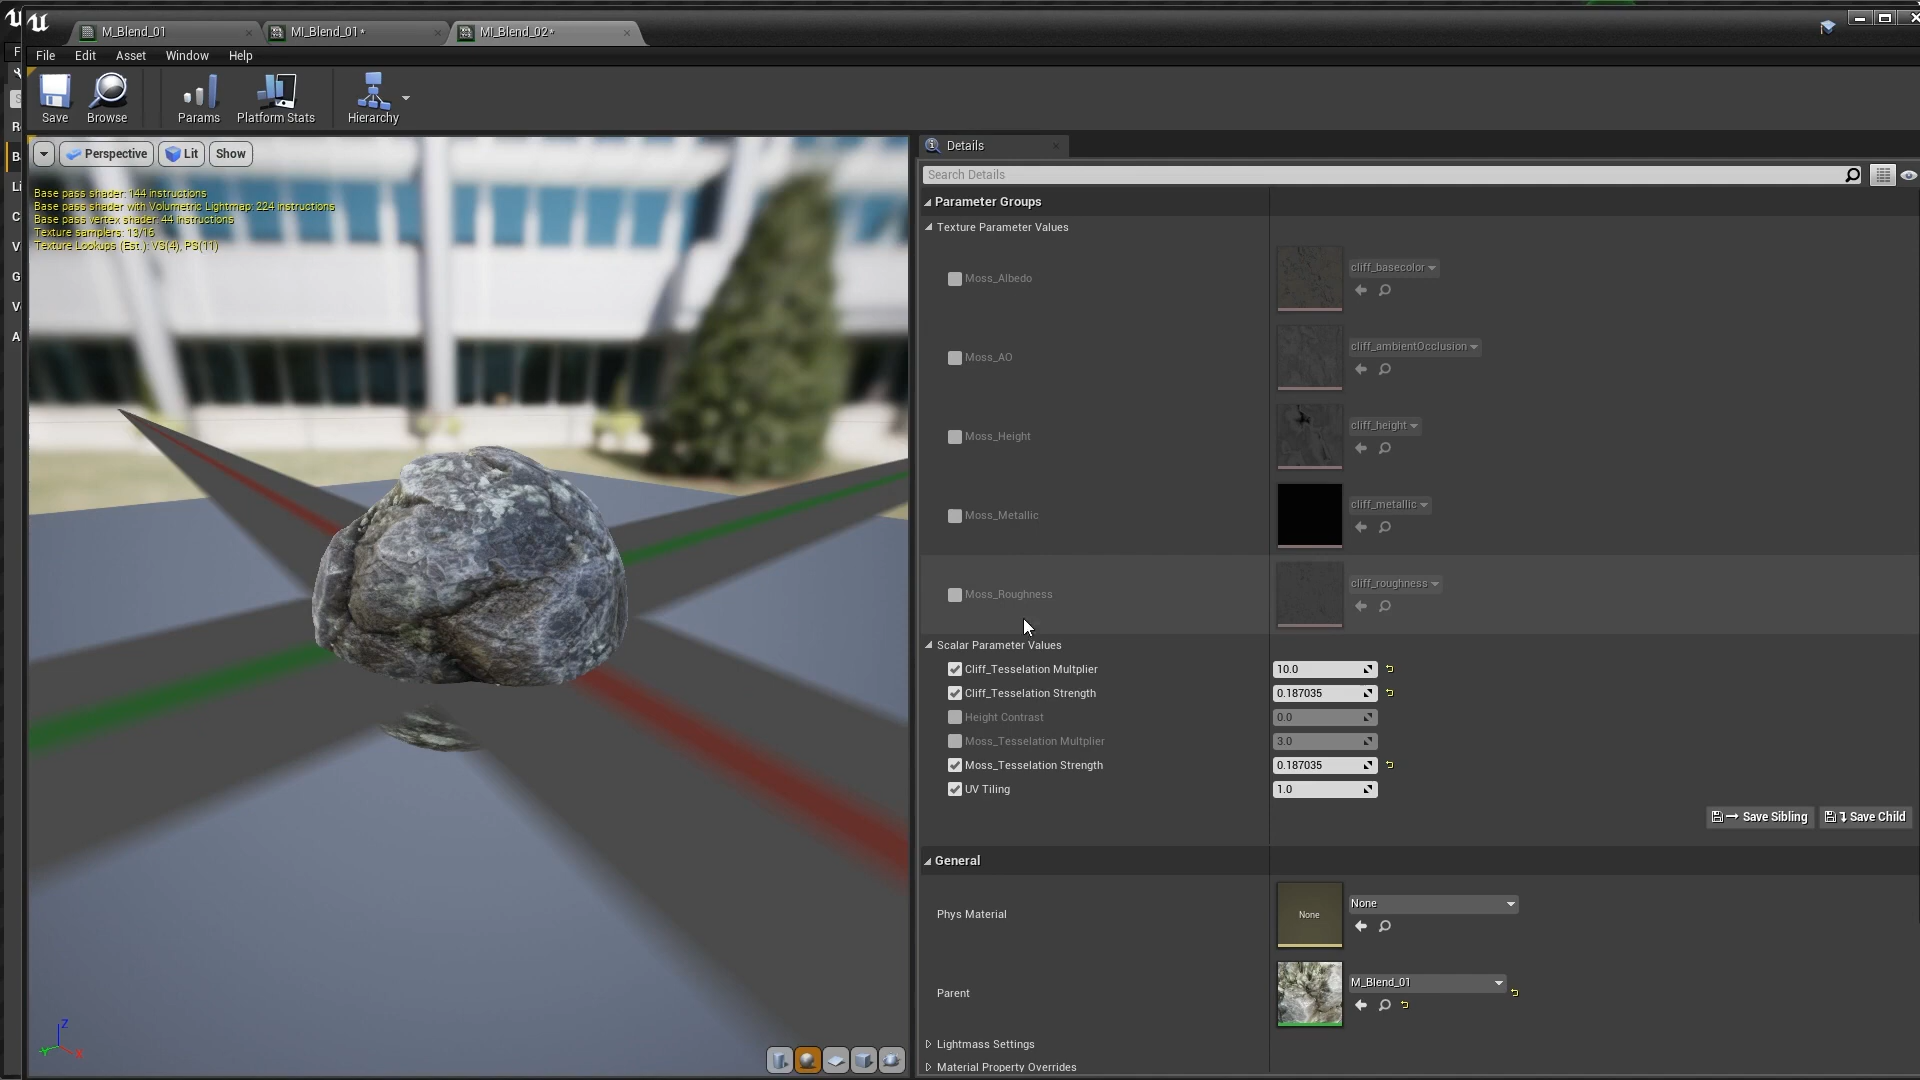 M_Blend_01
MI_Blend_01*
MI_Blend_02*
File Edit Asset Window Help
Save Browse Params Platform Stats Hierarchy
Perspective Lit Show
Base pass shader: 144 instructions
Base pass shader with Volumetric Lightmap: 224 instructions
Base pass vertex shader: 44 instructions
Texture samplers: 13/16
Texture Lookups (Est.): VS(4), PS(11)
Z
Details
Search Details
Parameter Groups
Texture Parameter Values
Moss_Albedo
cliff_basecolor
Moss_AO
cliff_ambientOcclusion
Moss_Height
cliff_height
Moss_Metallic
cliff_metallic
Moss_Roughness
cliff_roughness
Scalar Parameter Values
Cliff_Tesselation Multplier 10.0
Cliff_Tesselation Strength 0.187035
Height Contrast 0.0
Moss_Tesselation Multplier 3.0
Moss_Tesselation Strength 0.187035
UV Tiling 1.0
Save Sibling Save Child
General
Phys Material
None
None
Parent
M_Blend_01
Lightmass Settings
Material Property Overrides